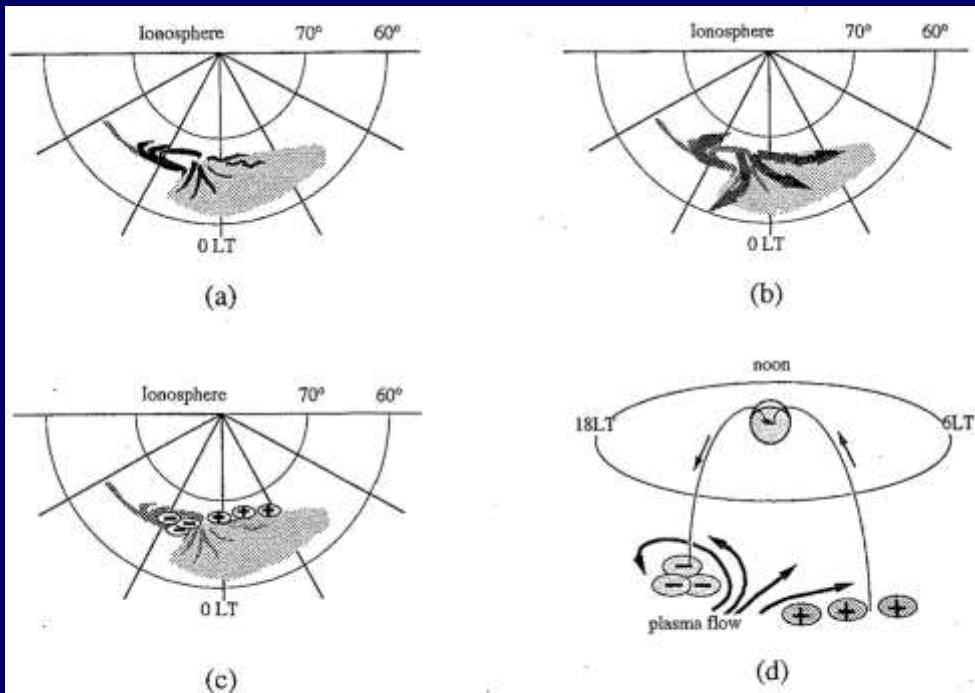 Ionosphere 70° 60°
0 LT
(a)
Ionosphere 70° 60°
0 LT
(b)
Ionosphere 70° 60°
− − −
+ + +
0 LT
(c)
noon
18LT
6LT
− − −
+ + +
plasma flow
(d)